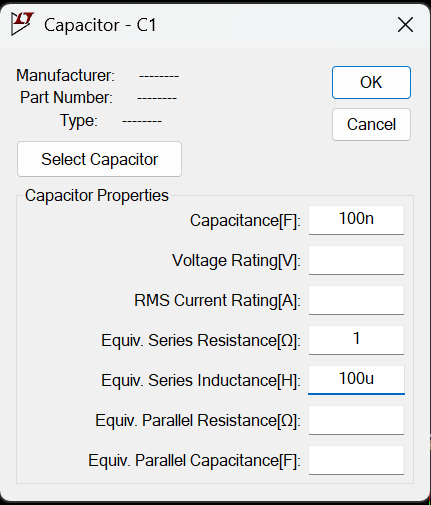 Capacitor - C1
Manufacturer: --------
Part Number: --------
Type: --------
OK
Cancel
Select Capacitor
Capacitor Properties
Capacitance[F]: 100n
Voltage Rating[V]:
RMS Current Rating[A]:
Equiv. Series Resistance[Ω]: 1
Equiv. Series Inductance[H]: 100u
Equiv. Parallel Resistance[Ω]:
Equiv. Parallel Capacitance[F]: